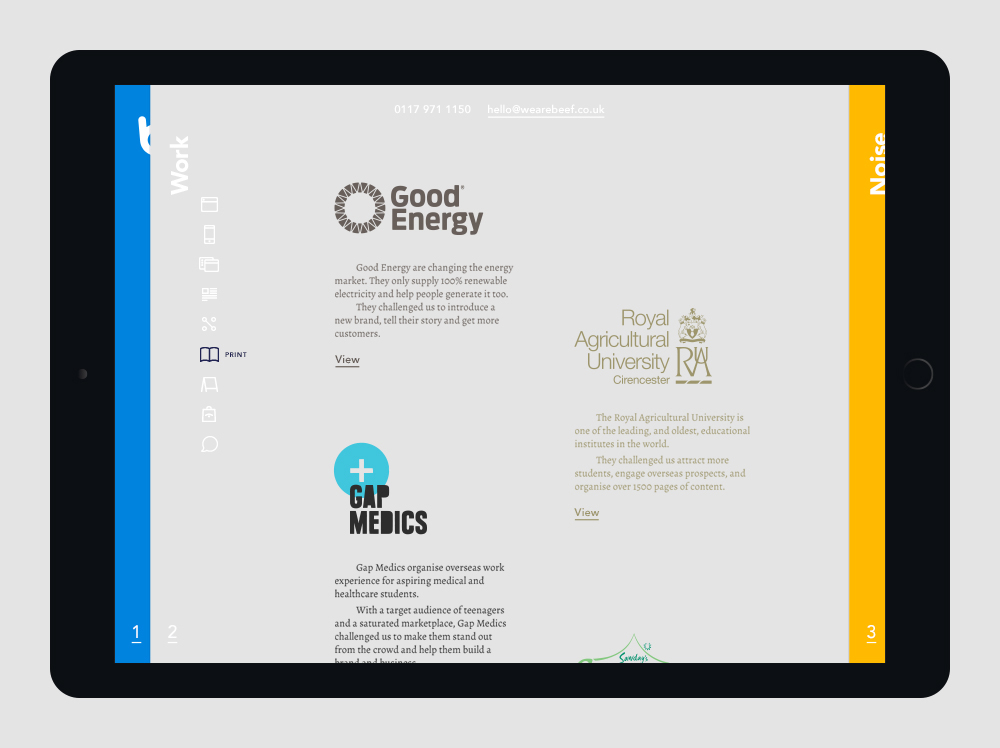 0117 971 1150 hello@wearebeef.co.uk
Work
Noise
PRINT
Good
Energy
Good Energy are changing the energy
market. They only supply 100% renewable
electricity and help people generate it too.
They challenged us to introduce a
new brand, tell their story and get more
customers.
View
Royal
Agricultural
University
Cirencester
RAU
The Royal Agricultural University is
one of the leading, and oldest, educational
institutes in the world.
They challenged us attract more
students, engage overseas prospects, and
organise over 1500 pages of content.
View
GAP
MEDICS
Gap Medics organise overseas work
experience for aspiring medical and
healthcare students.
With a target audience of teenagers
and a saturated marketplace, Gap Medics
challenged us to make them stand out
from the crowd and help them build a
brand and business
Sunday's
1
2
3